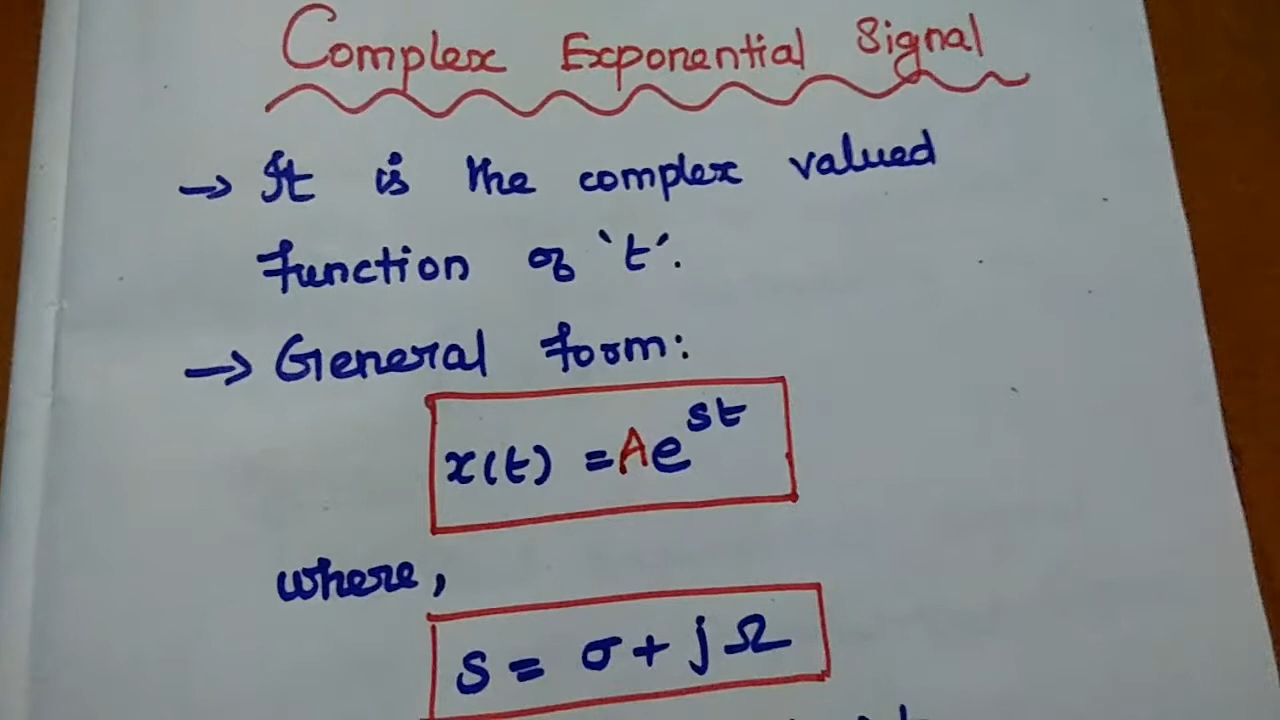 Complex Exponential Signal
→ It is the complex valued
function of 't'.
→ General form:
x(t) = Ae^st
where,
s = σ + jΩ